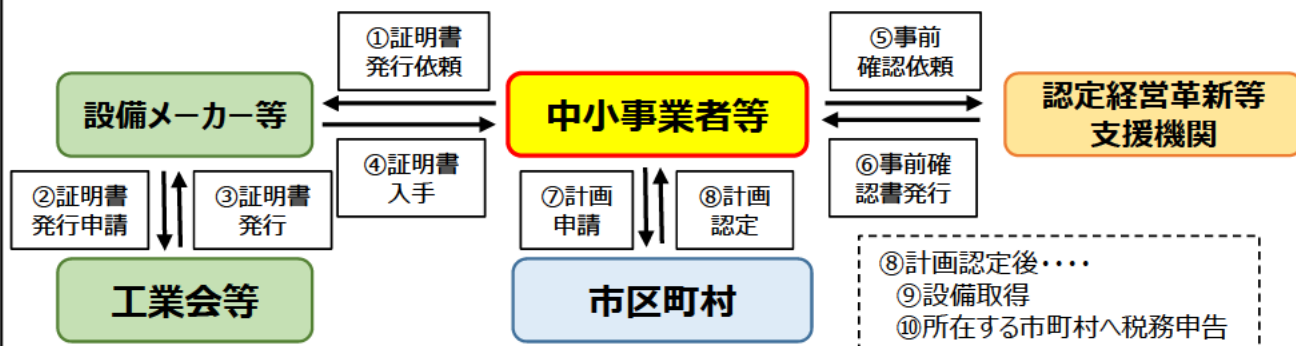 ①証明書
発行依頼
⑤事前
確認依頼
設備メーカー等
中小事業者等
認定経営革新等
支援機関
④証明書
入手
⑥事前確
認書発行
②証明書
発行申請
③証明書
発行
⑦計画
申請
⑧計画
認定
工業会等
市区町村
⑧計画認定後・・・・
⑨設備取得
⑩所在する市町村へ税務申告